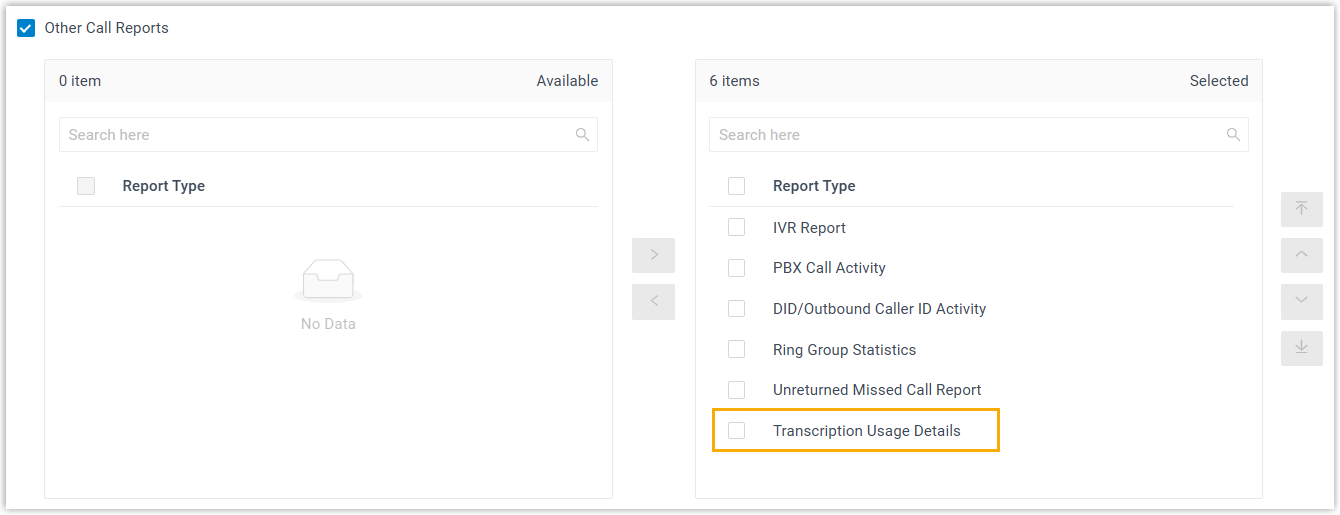 Other Call Reports
0 item
Available
Search here
Report Type
No Data
6 items
Selected
Search here
Report Type
IVR Report
PBX Call Activity
DID/Outbound Caller ID Activity
Ring Group Statistics
Unreturned Missed Call Report
Transcription Usage Details